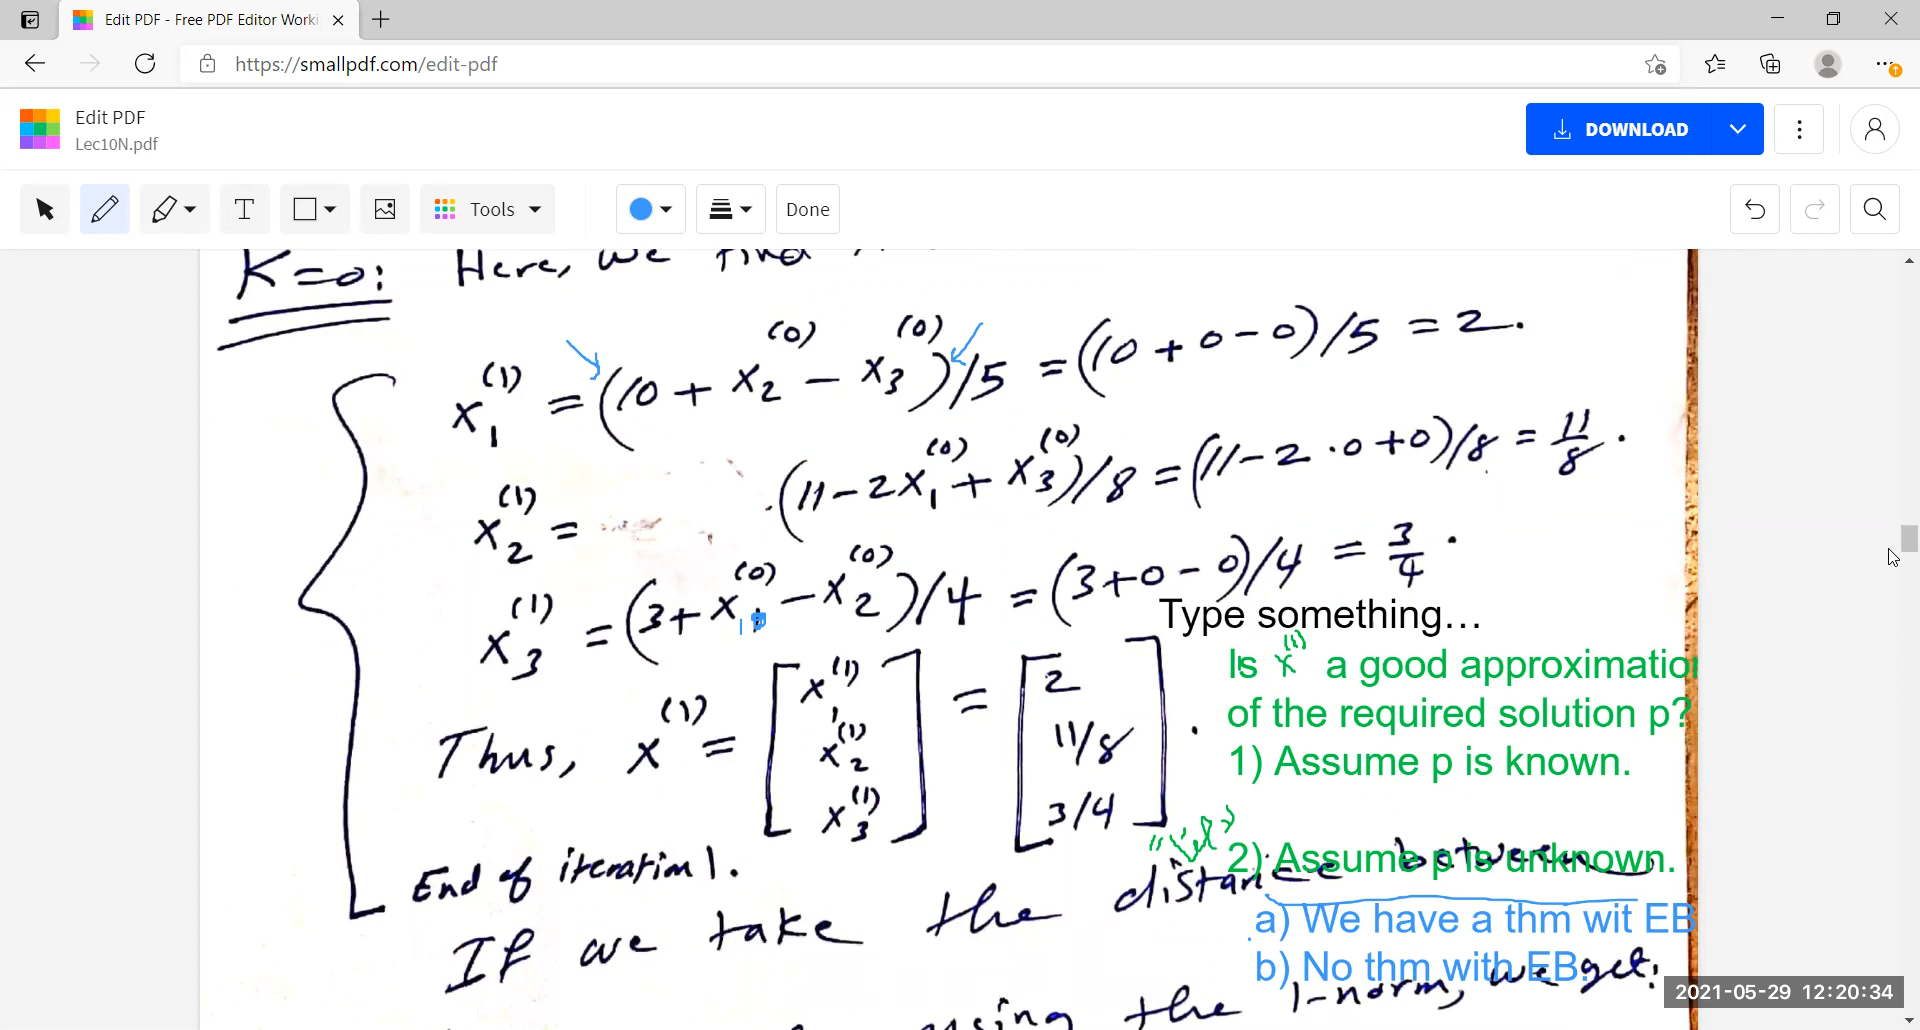 Edit PDF - Free PDF Editor Worki
https://smallpdf.com/edit-pdf
Edit PDF
Lec10N.pdf
DOWNLOAD
T
Tools
Done
K=0: Here, we find
x₁⁽¹⁾ = (10 + x₂⁽⁰⁾ - x₃⁽⁰⁾)/5 = (10 + 0 - 0)/5 = 2.
x₂⁽¹⁾ = (11 - 2x₁⁽⁰⁾ + x₃⁽⁰⁾)/8 = (11 - 2·0 + 0)/8 = 11/8.
x₃⁽¹⁾ = (3 + x₁⁽⁰⁾ - x₂⁽⁰⁾)/4 = (3 + 0 - 0)/4 = 3/4.
Type something...
Thus, x⁽¹⁾ = [x₁⁽¹⁾ x₂⁽¹⁾ x₃⁽¹⁾] = [2 11/8 3/4].
Is x⁽¹⁾ a good approximation
of the required solution p?
1) Assume p is known.
2) Assume p is unknown.
a) We have a thm wit EB
b) No thm with EB.
End of iteration 1.
If we take the distance between
using the 1-norm, we get:
2021-05-29 12:20:34